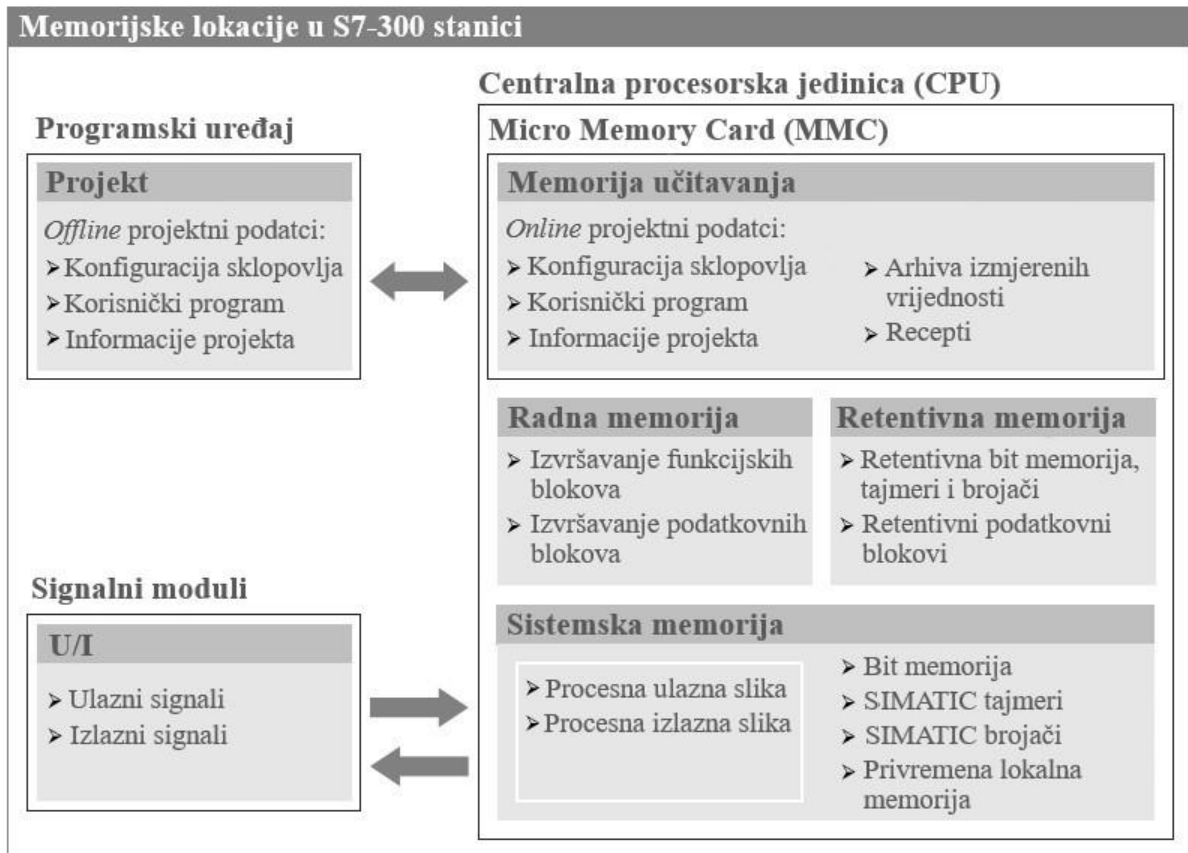 Memorijske lokacije u S7-300 stanici
Programski uređaj
Projekt
Offline projektni podatci:
➤ Konfiguracija sklopovlja
➤ Korisnički program
➤ Informacije projekta
Centralna procesorska jedinica (CPU)
Micro Memory Card (MMC)
Memorija učitavanja
Online projektni podatci:
➤ Konfiguracija sklopovlja
➤ Korisnički program
➤ Informacije projekta
➤ Arhiva izmjerenih
vrijednosti
➤ Recepti
Radna memorija
➤ Izvršavanje funkcijskih
blokova
➤ Izvršavanje podatkovnih
blokova
Retentivna memorija
➤ Retentivna bit memorija,
tajmeri i brojači
➤ Retentivni podatkovni
blokovi
Signalni moduli
U/I
➤ Ulazni signali
➤ Izlazni signali
Sistemska memorija
➤ Procesna ulazna slika
➤ Procesna izlazna slika
➤ Bit memorija
➤ SIMATIC tajmeri
➤ SIMATIC brojači
➤ Privremena lokalna
memorija